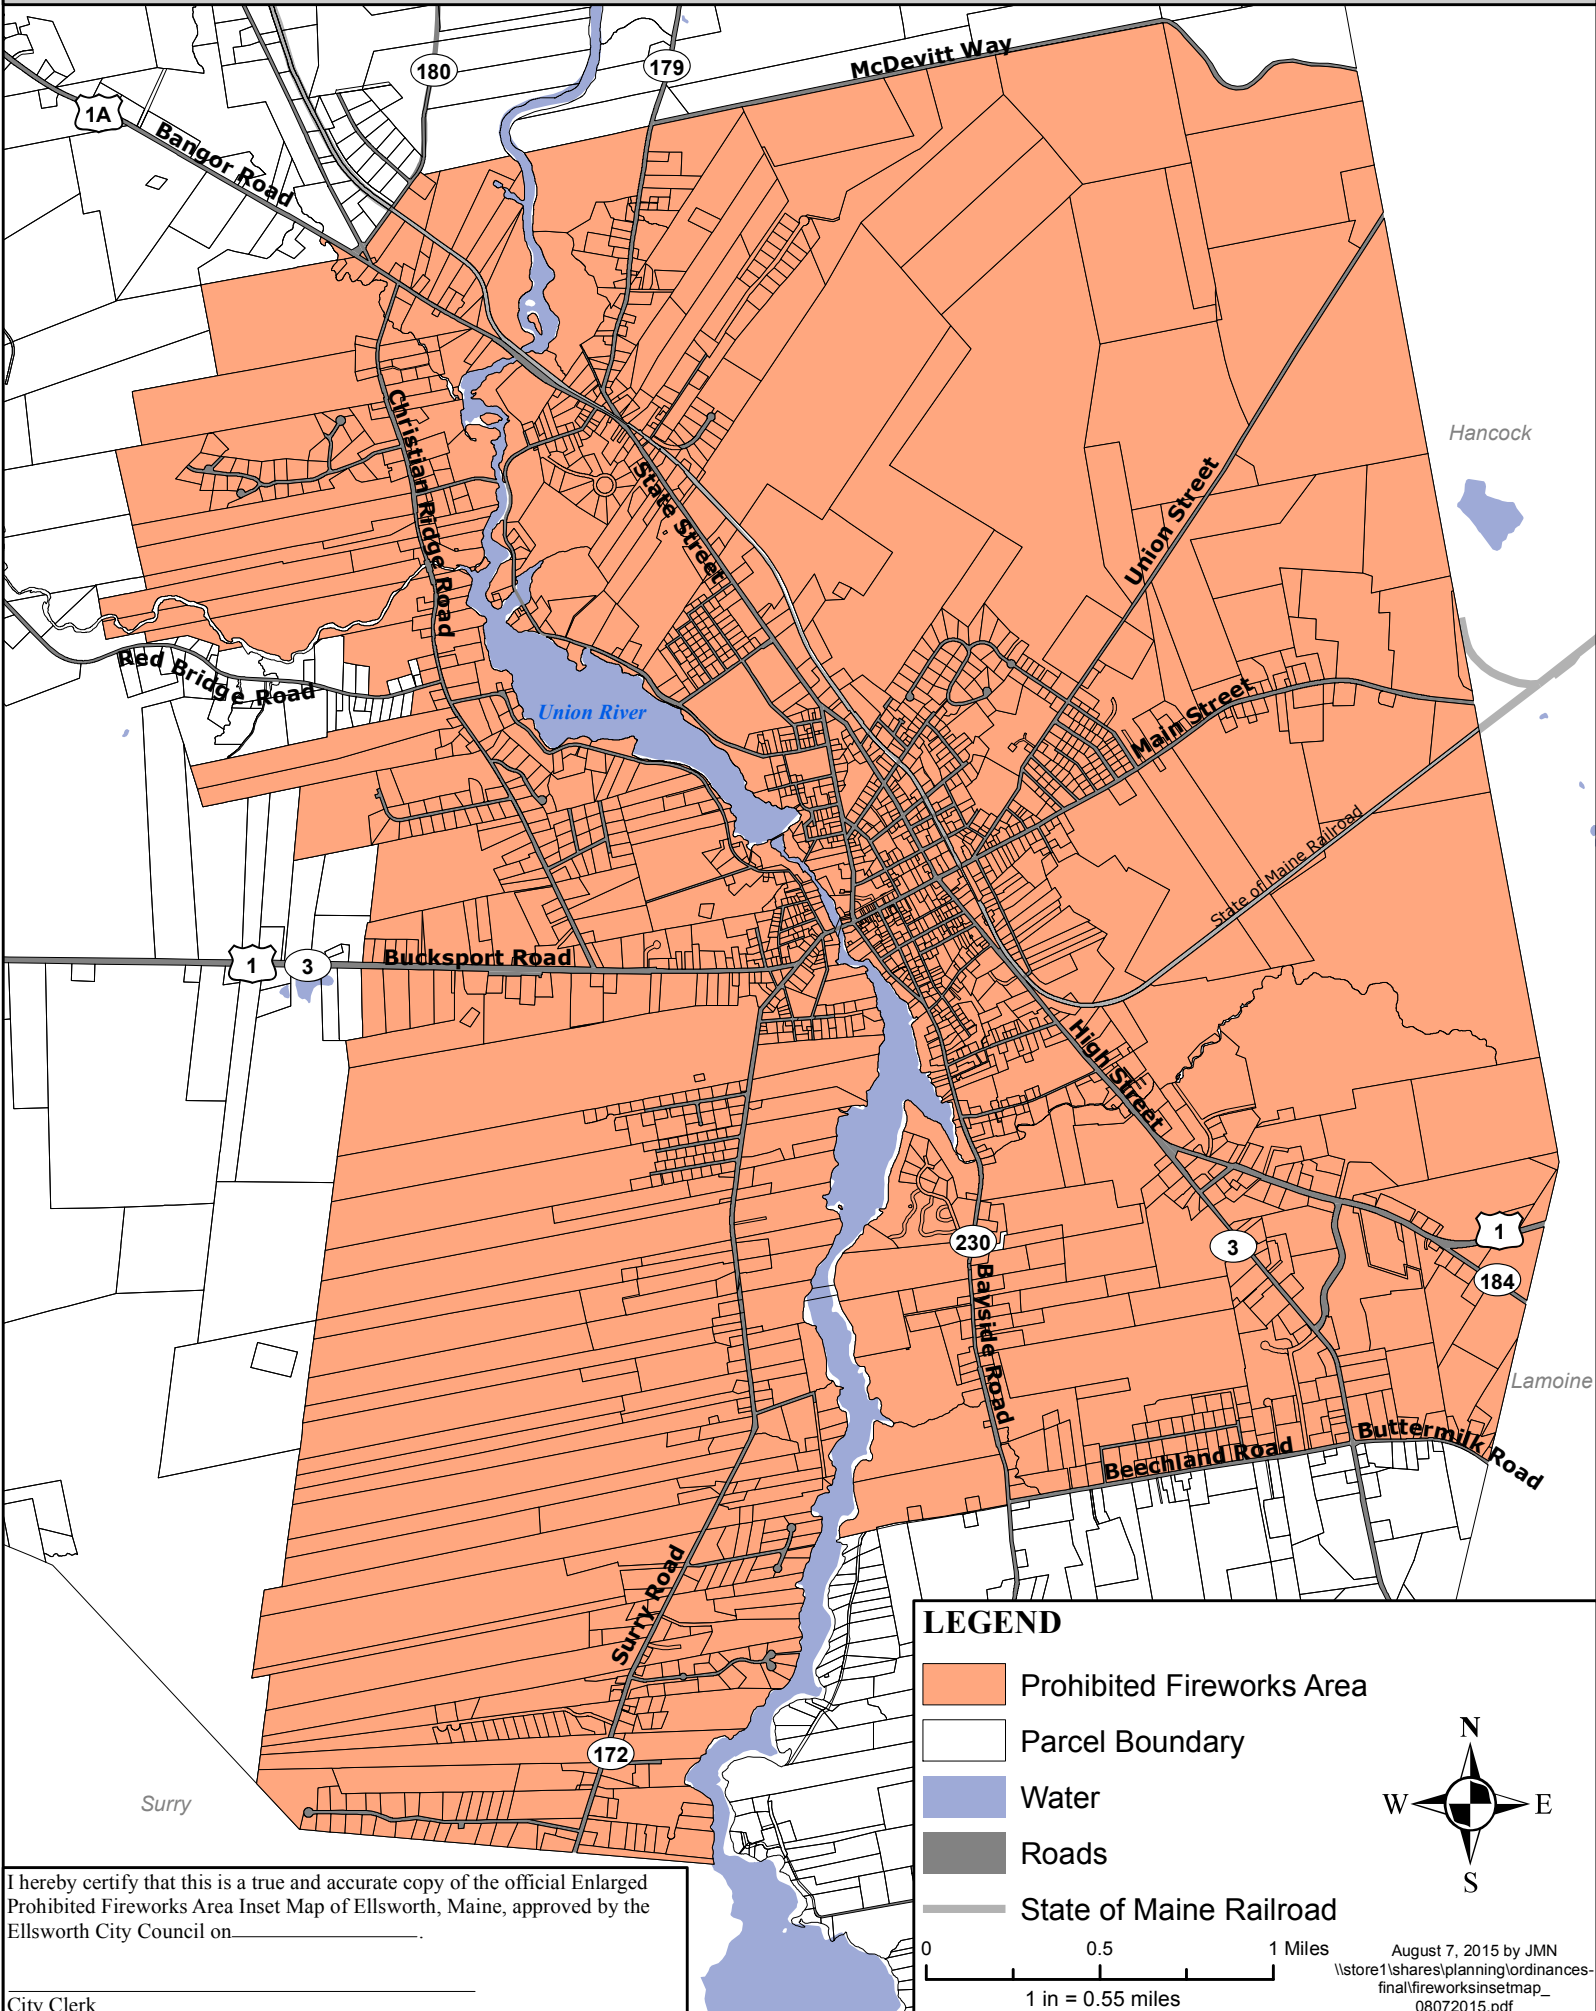 McDevitt Way
180
179
1A
Bangor Road
Hancock
Christian Ridge Road
State Street
Union Street
Red Bridge Road
Union River
Main Street
State of Maine Railroad
1
3
Bucksport Road
High Street
230
3
1
184
Bayside Road
Lamoine
Beechland Road
Buttermilk Road
Surry Road
172
Surry
LEGEND
Prohibited Fireworks Area
Parcel Boundary
Water
Roads
State of Maine Railroad
N
W
E
S
0 0.5 1 Miles
1 in = 0.55 miles
August 7, 2015 by JMN
\\store1\shares\planning\ordinances-
final\fireworksinsetmap_
08072015.pdf
I hereby certify that this is a true and accurate copy of the official Enlarged
Prohibited Fireworks Area Inset Map of Ellsworth, Maine, approved by the
Ellsworth City Council on.
City Clerk